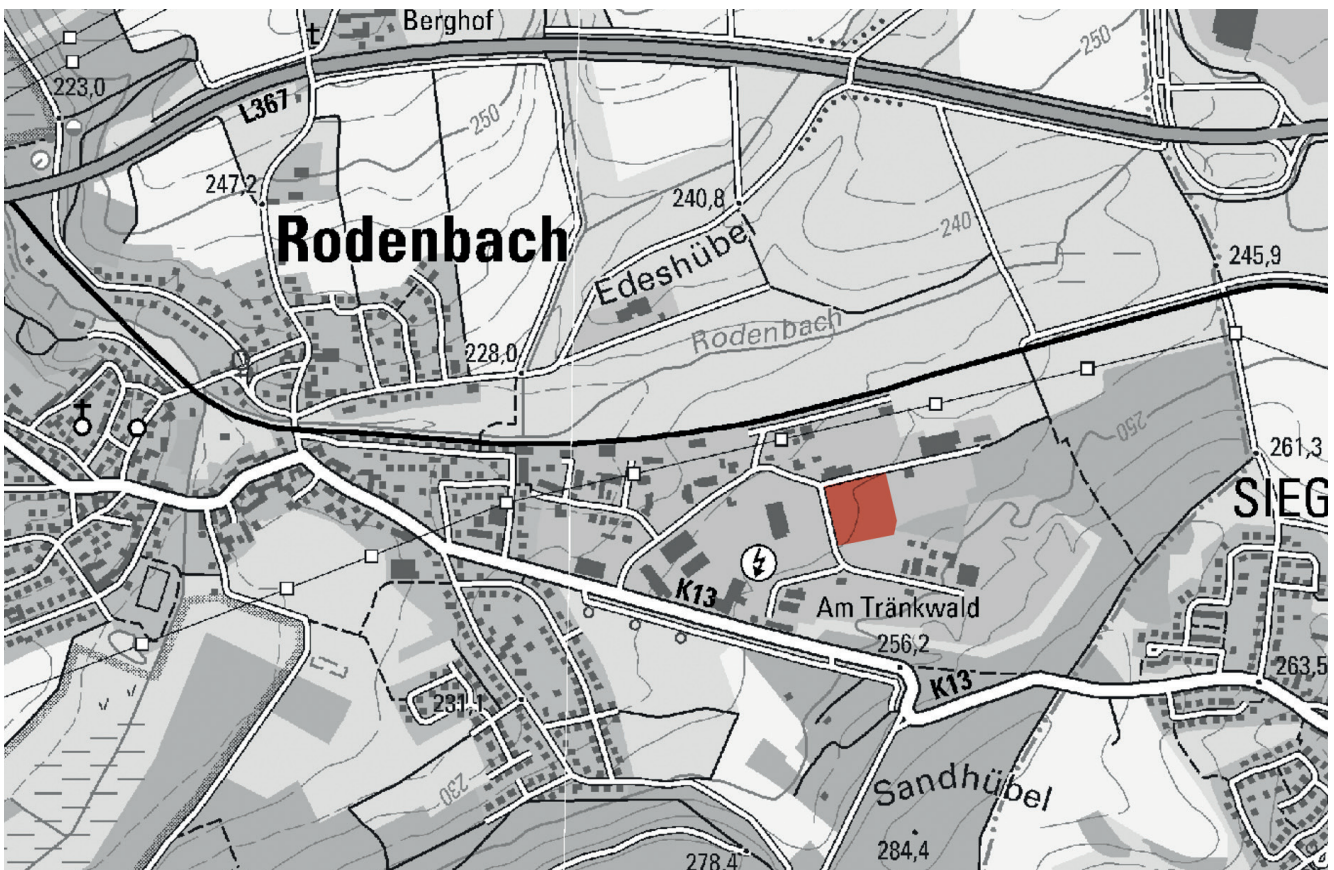 Berghof
250
223,0
L367
250
247,2
240,8
Rodenbach
240
Edeshübel
245,9
Rodenbach
228,0
250
261,3
SIEG
K13
Am Tränkwald
256,2
K13
263,5
231,1
230
Sandhübel
278,4
284,4